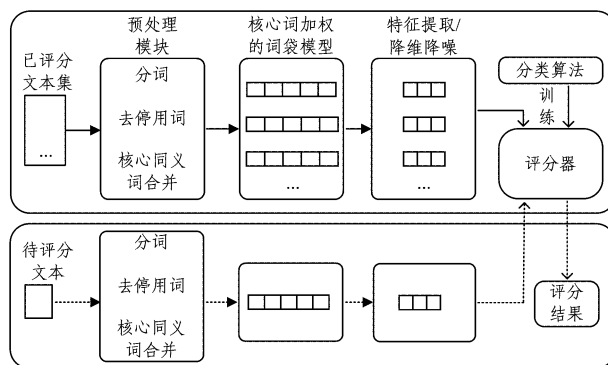 已评分
文本集
...
预处理
模块
分词
去停用词
核心同义
词合并
核心词加权
的词袋模型
...
特征提取/
降维降噪
...
分类算法
训
练
评分器
待评分
文本
分词
去停用词
核心同义
词合并
评分
结果